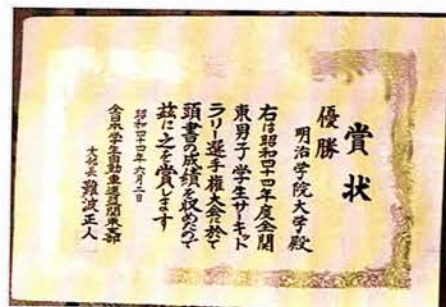 賞状
優勝
明治学院大学殿
右は昭和四十四年度全関
東男子学生サーキット
ラリー選手権大会に於て
頭書の成績を収めたので
玆に之を賞します
昭和四十四年六月二日
全日本学生自動車連盟関東支部
支部長 難波正人